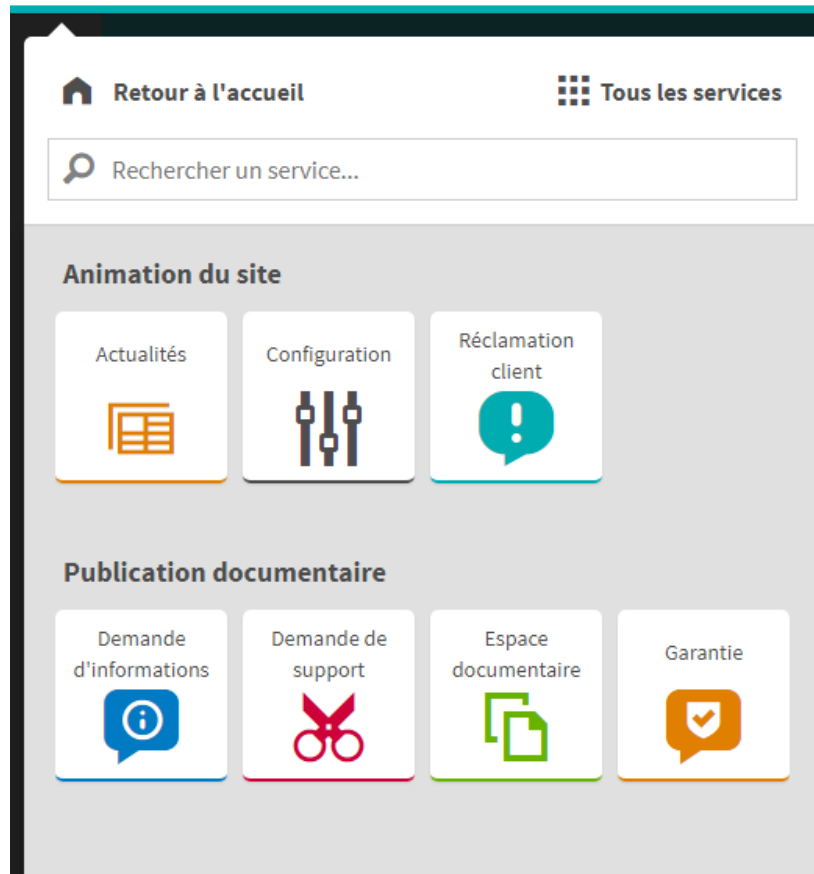 Retour à l'accueil
Tous les services
Rechercher un service...
Animation du site
Actualités
Configuration
Réclamation
client
Publication documentaire
Demande
d'informations
Demande de
support
Espace
documentaire
Garantie